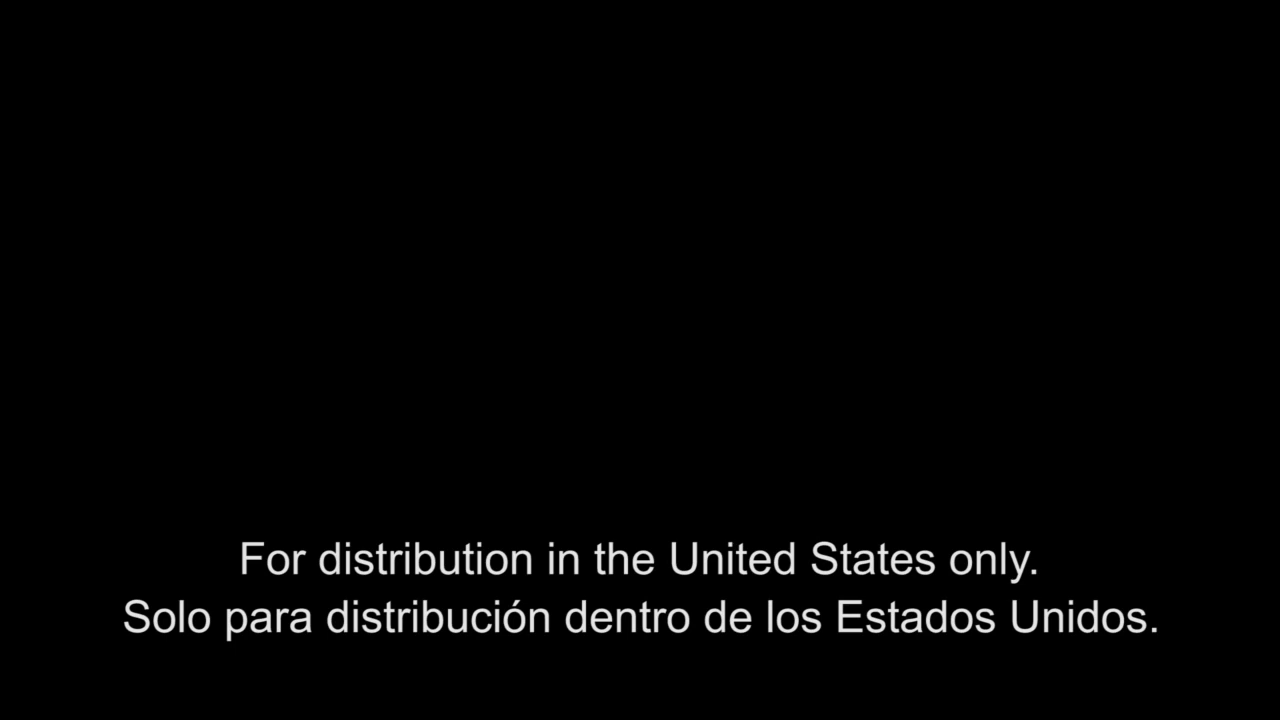 For distribution in the United States only.
Solo para distribución dentro de los Estados Unidos.